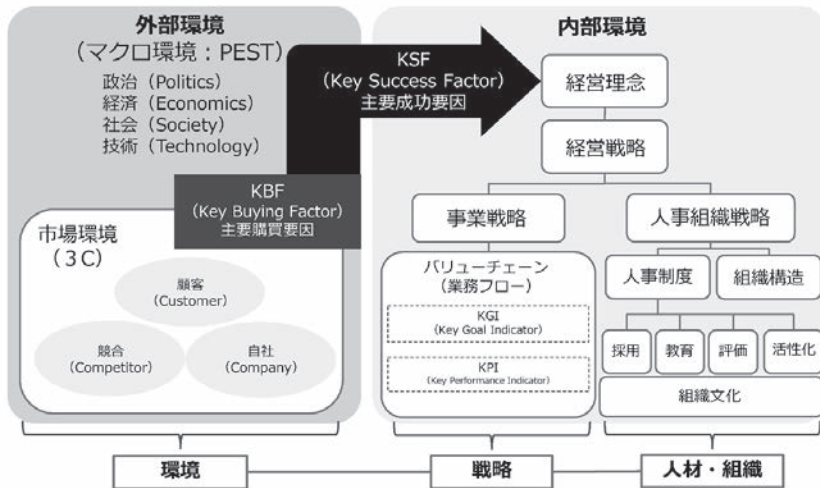 外部環境
(マクロ環境:PEST)
政治(Politics)
経済(Economics)
社会(Society)
技術(Technology)
KBF
(Key Buying Factor)
主要購買要因
市場環境
(3C)
顧客
(Customer)
競合
(Competitor)
自社
(Company)
KSF
(Key Success Factor)
主要成功要因
内部環境
経営理念
経営戦略
事業戦略
人事組織戦略
バリューチェーン
(業務フロー)
KGI
(Key Goal Indicator)
KPI
(Key Performance Indicator)
人事制度
組織構造
採用
教育
評価
活性化
組織文化
環境
戦略
人材・組織